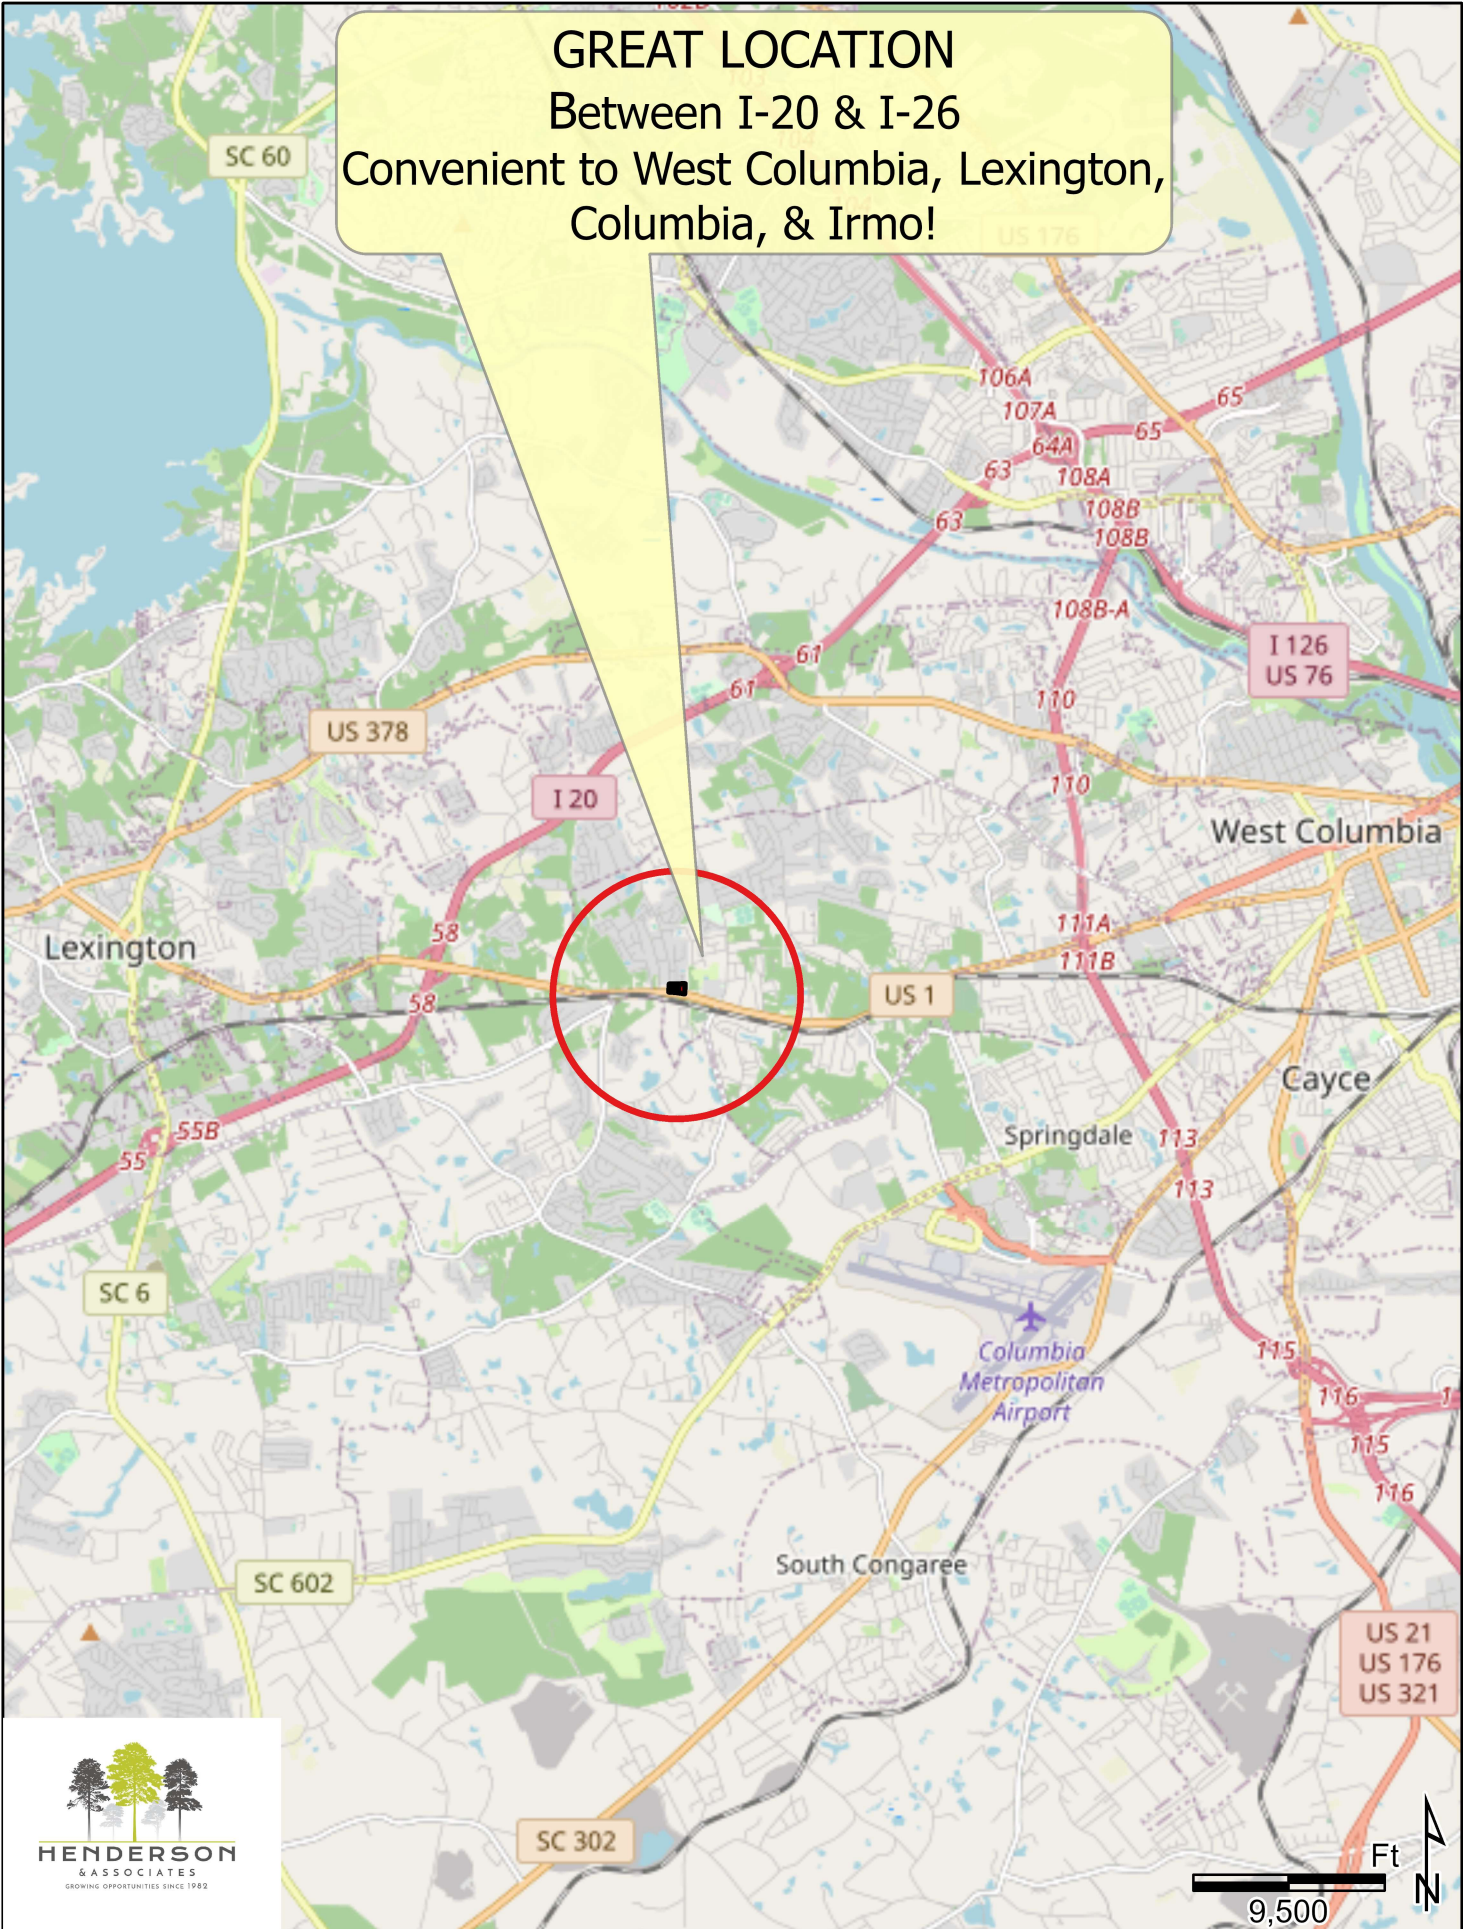 GREAT LOCATION
Between I-20 & I-26
Convenient to West Columbia, Lexington,
Columbia, & Irmo!
SC 60
US 176
106A
107A
65
65
64A
63
108A
108B
63
108B
108B-A
61
I 126
US 76
61
110
US 378
110
I 20
West Columbia
111A
58
Lexington
111B
58
US 1
Cayce
Springdale
113
55B
55
113
SC 6
Columbia
Metropolitan
Airport
115
116
1
115
116
South Congaree
SC 602
US 21
US 176
US 321
SC 302
HENDERSON
& ASSOCIATES
GROWING OPPORTUNITIES SINCE 1982
Ft
9,500
N